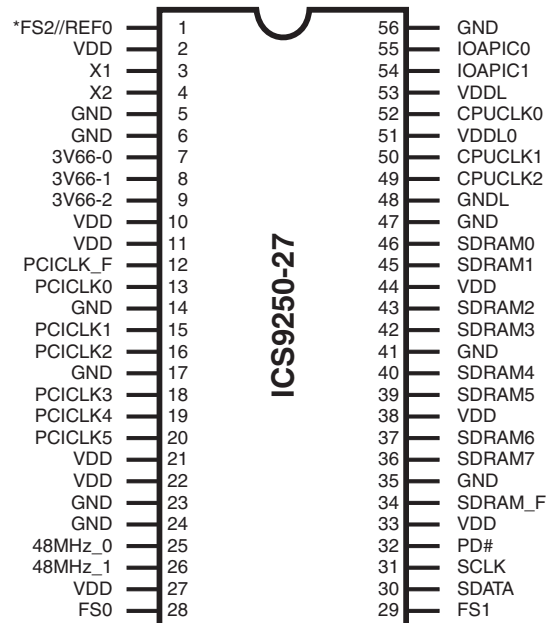 *FS2//REF0 1 56 GND
VDD 2 55 IOAPIC0
X1 3 54 IOAPIC1
X2 4 53 VDDL
GND 5 52 CPUCLK0
GND 6 51 VDDL0
3V66-0 7 50 CPUCLK1
3V66-1 8 49 CPUCLK2
3V66-2 9 48 GNDL
VDD 10 47 GND
VDD 11 46 SDRAM0
PCICLK_F 12 45 SDRAM1
PCICLK0 13 44 VDD
GND 14 43 SDRAM2
PCICLK1 15 42 SDRAM3
PCICLK2 16 41 GND
GND 17 40 SDRAM4
PCICLK3 18 39 SDRAM5
PCICLK4 19 38 VDD
PCICLK5 20 37 SDRAM6
VDD 21 36 SDRAM7
VDD 22 35 GND
GND 23 34 SDRAM_F
GND 24 33 VDD
48MHz_0 25 32 PD#
48MHz_1 26 31 SCLK
VDD 27 30 SDATA
FS0 28 29 FS1
ICS9250-27